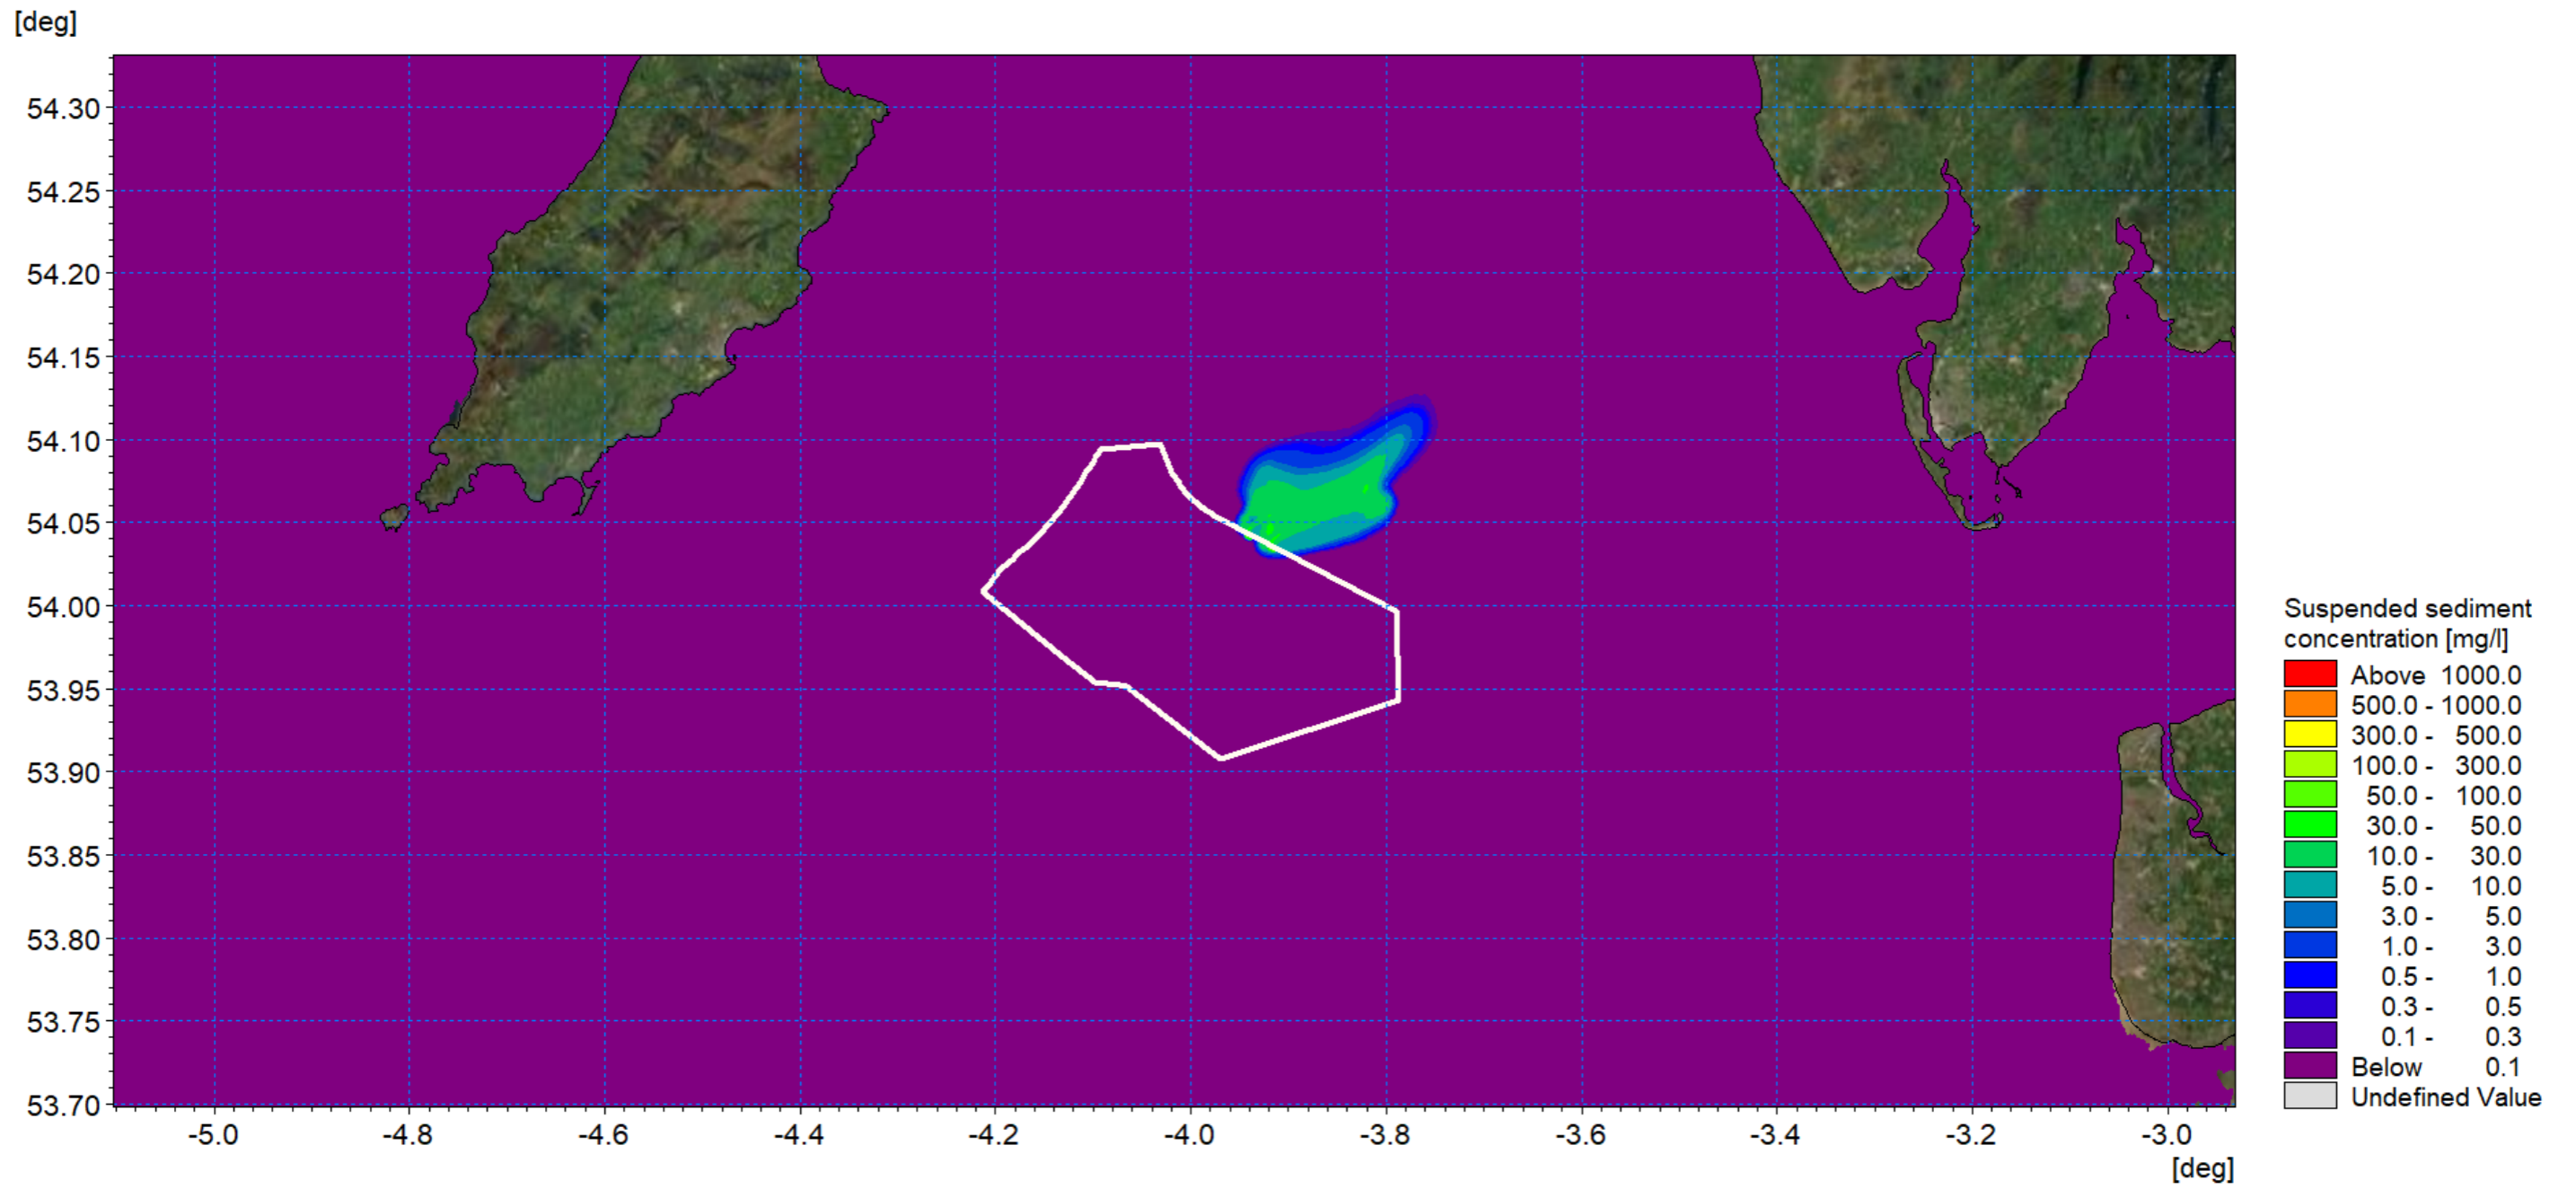 [deg]
54.30
54.25
54.20
54.15
54.10
54.05
54.00
53.95
53.90
53.85
53.80
53.75
53.70
-5.0 -4.8 -4.6 -4.4 -4.2 -4.0 -3.8 -3.6 -3.4 -3.2 -3.0
[deg]
Suspended sediment
concentration [mg/l]
Above 1000.0
500.0 - 1000.0
300.0 - 500.0
100.0 - 300.0
50.0 - 100.0
30.0 - 50.0
10.0 - 30.0
5.0 - 10.0
3.0 - 5.0
1.0 - 3.0
0.5 - 1.0
0.3 - 0.5
0.1 - 0.3
Below 0.1
Undefined Value